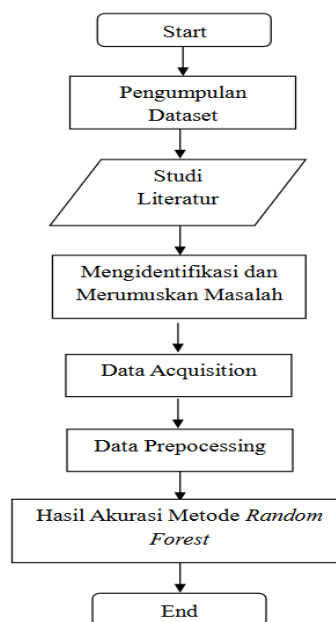 Start
Pengumpulan
Dataset
Studi
Literatur
Mengidentifikasi dan
Merumuskan Masalah
Data Acquisition
Data Prepocessing
Hasil Akurasi Metode Random
Forest
End